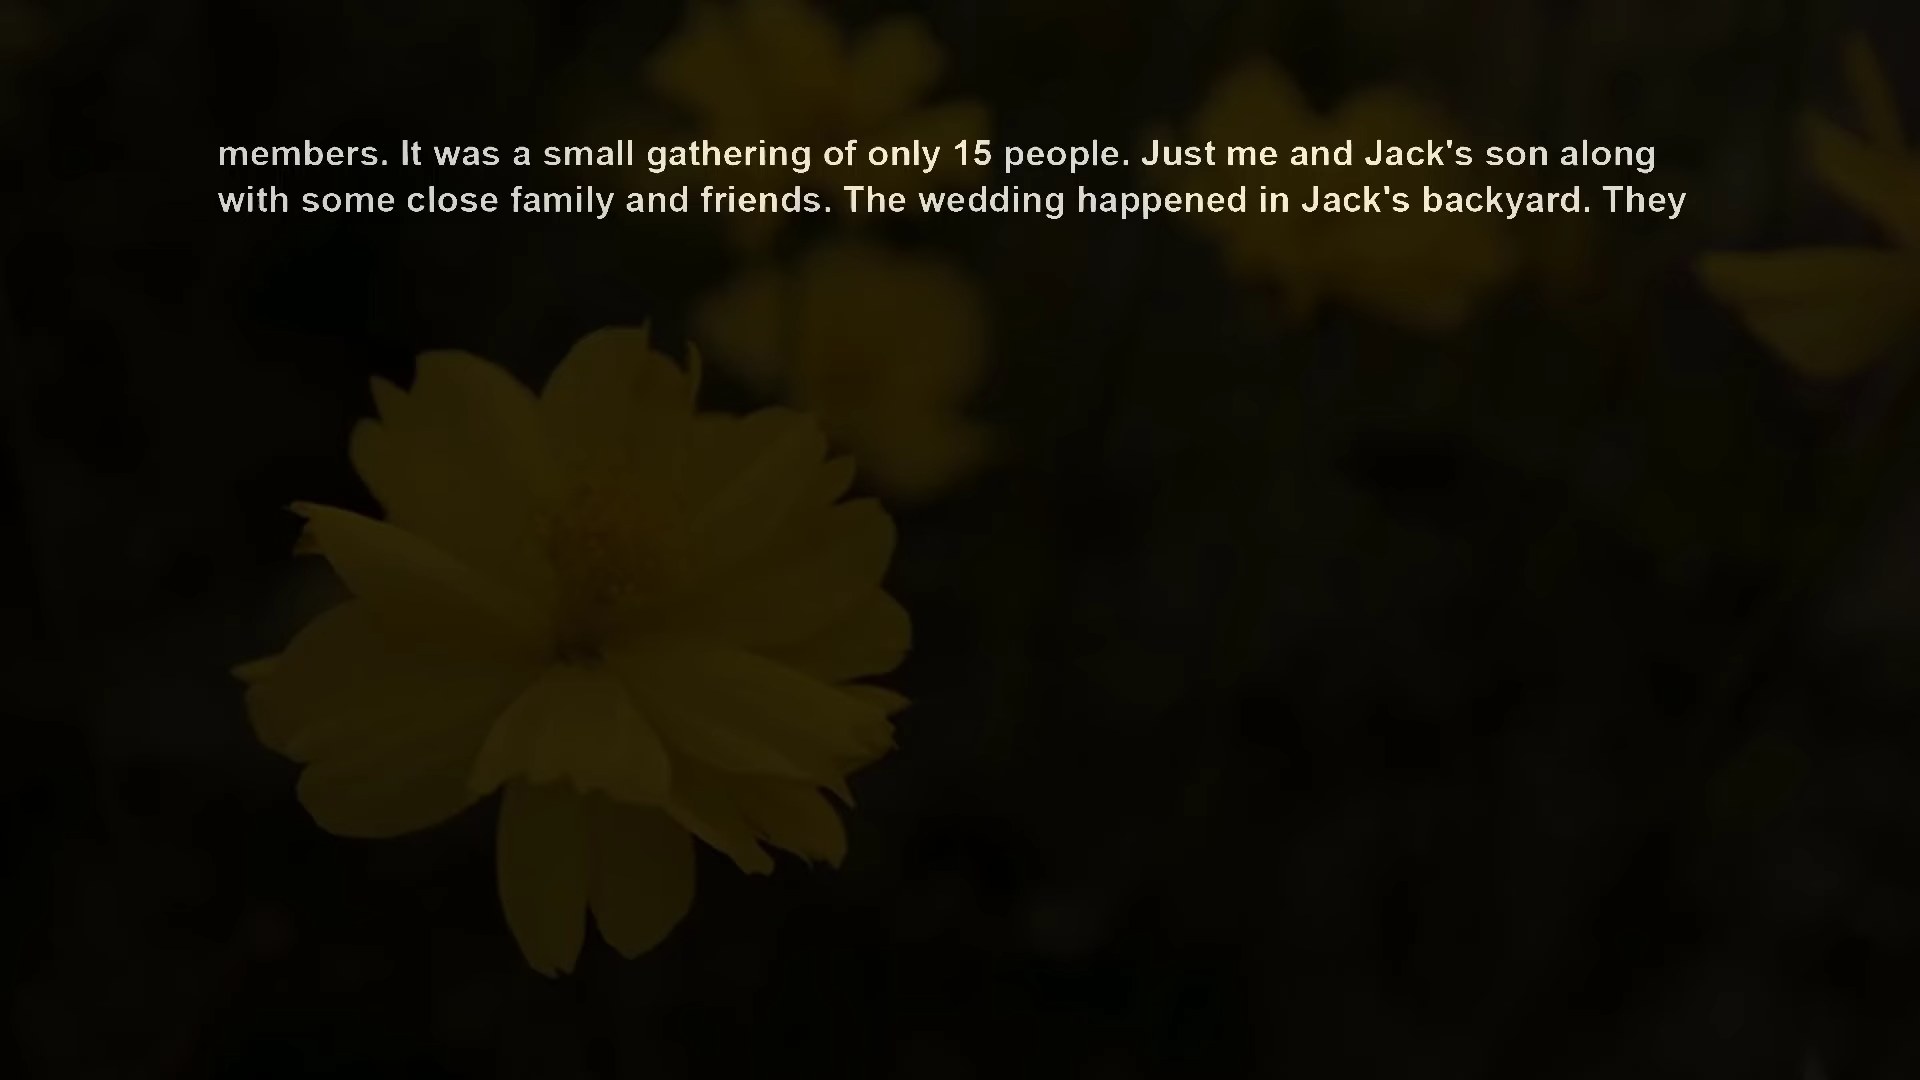 members. It was a small gathering of only 15 people. Just me and Jack's son along
with some close family and friends. The wedding happened in Jack's backyard. They